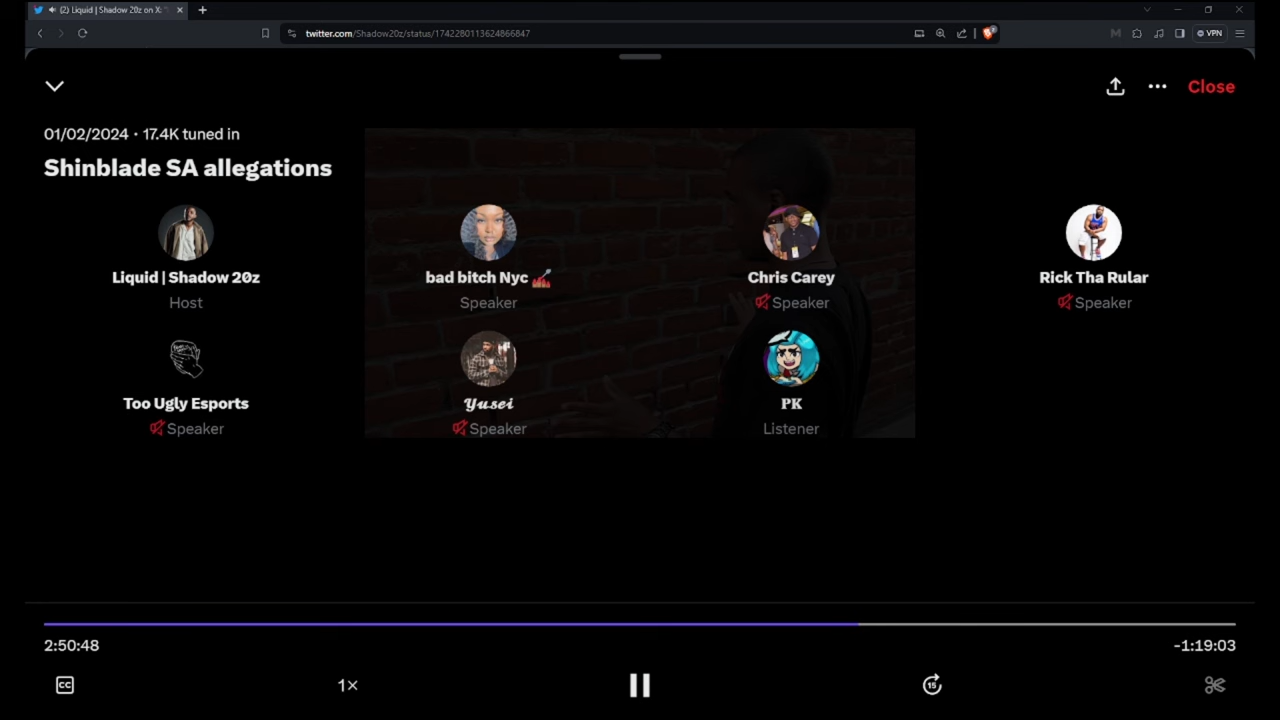 (2) Liquid | Shadow 20z on X: "
twitter.com/Shadow20z/status/1742280113624866847
VPN
Close
01/02/2024 · 17.4K tuned in
Shinblade SA allegations
Liquid | Shadow 20z
Host
bad bitch Nyc 💅
Speaker
Chris Carey
Speaker
Rick Tha Rular
Speaker
Too Ugly Esports
Speaker
𝒴𝓊𝓈𝑒𝒾
Speaker
PK
Listener
2:50:48
-1:19:03
CC
1×
15